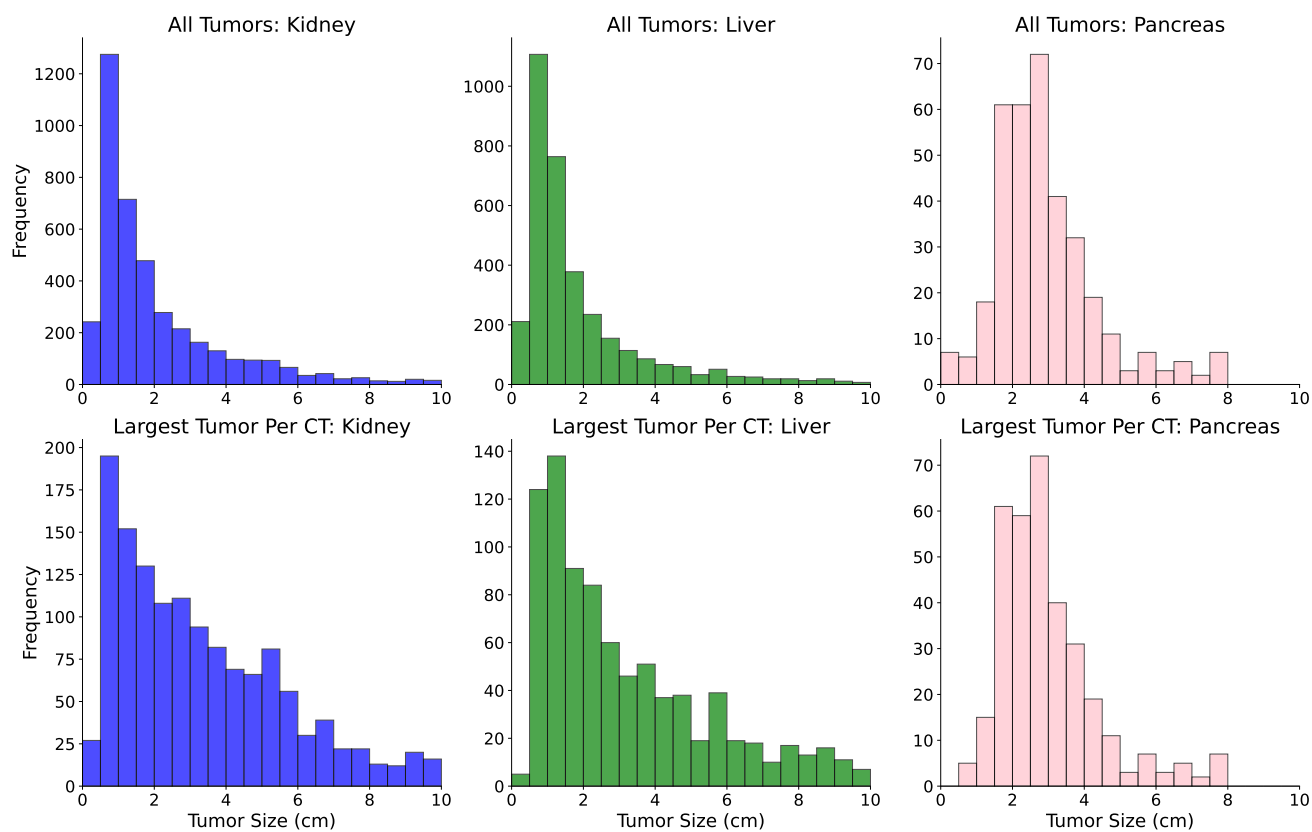 All Tumors: Kidney
All Tumors: Liver
All Tumors: Pancreas
Frequency
0
200
400
600
800
1000
1200
0 2 4 6 8 10
0
200
400
600
800
1000
0 2 4 6 8 10
0
10
20
30
40
50
60
70
0 2 4 6 8 10
Largest Tumor Per CT: Kidney
Largest Tumor Per CT: Liver
Largest Tumor Per CT: Pancreas
Frequency
0
25
50
75
100
125
150
175
200
0 2 4 6 8 10
Tumor Size (cm)
0
20
40
60
80
100
120
140
0 2 4 6 8 10
Tumor Size (cm)
0
10
20
30
40
50
60
70
0 2 4 6 8 10
Tumor Size (cm)